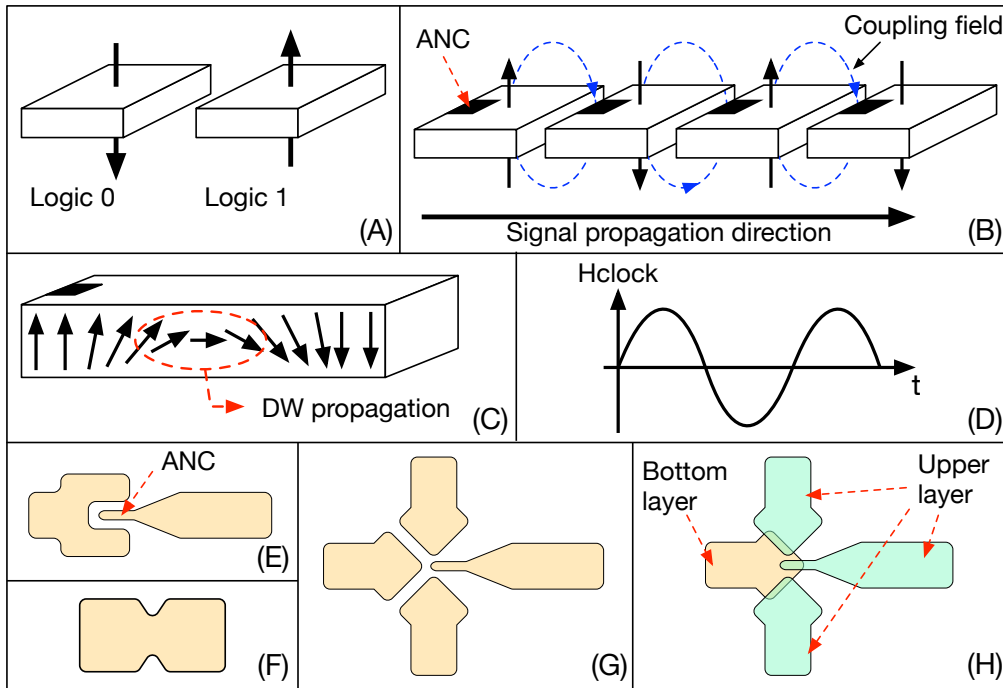 Logic 0
Logic 1
(A)
ANC
Coupling field
Signal propagation direction
(B)
DW propagation
(C)
Hclock
t
(D)
ANC
(E)
(F)
(G)
Bottom
layer
Upper
layer
(H)